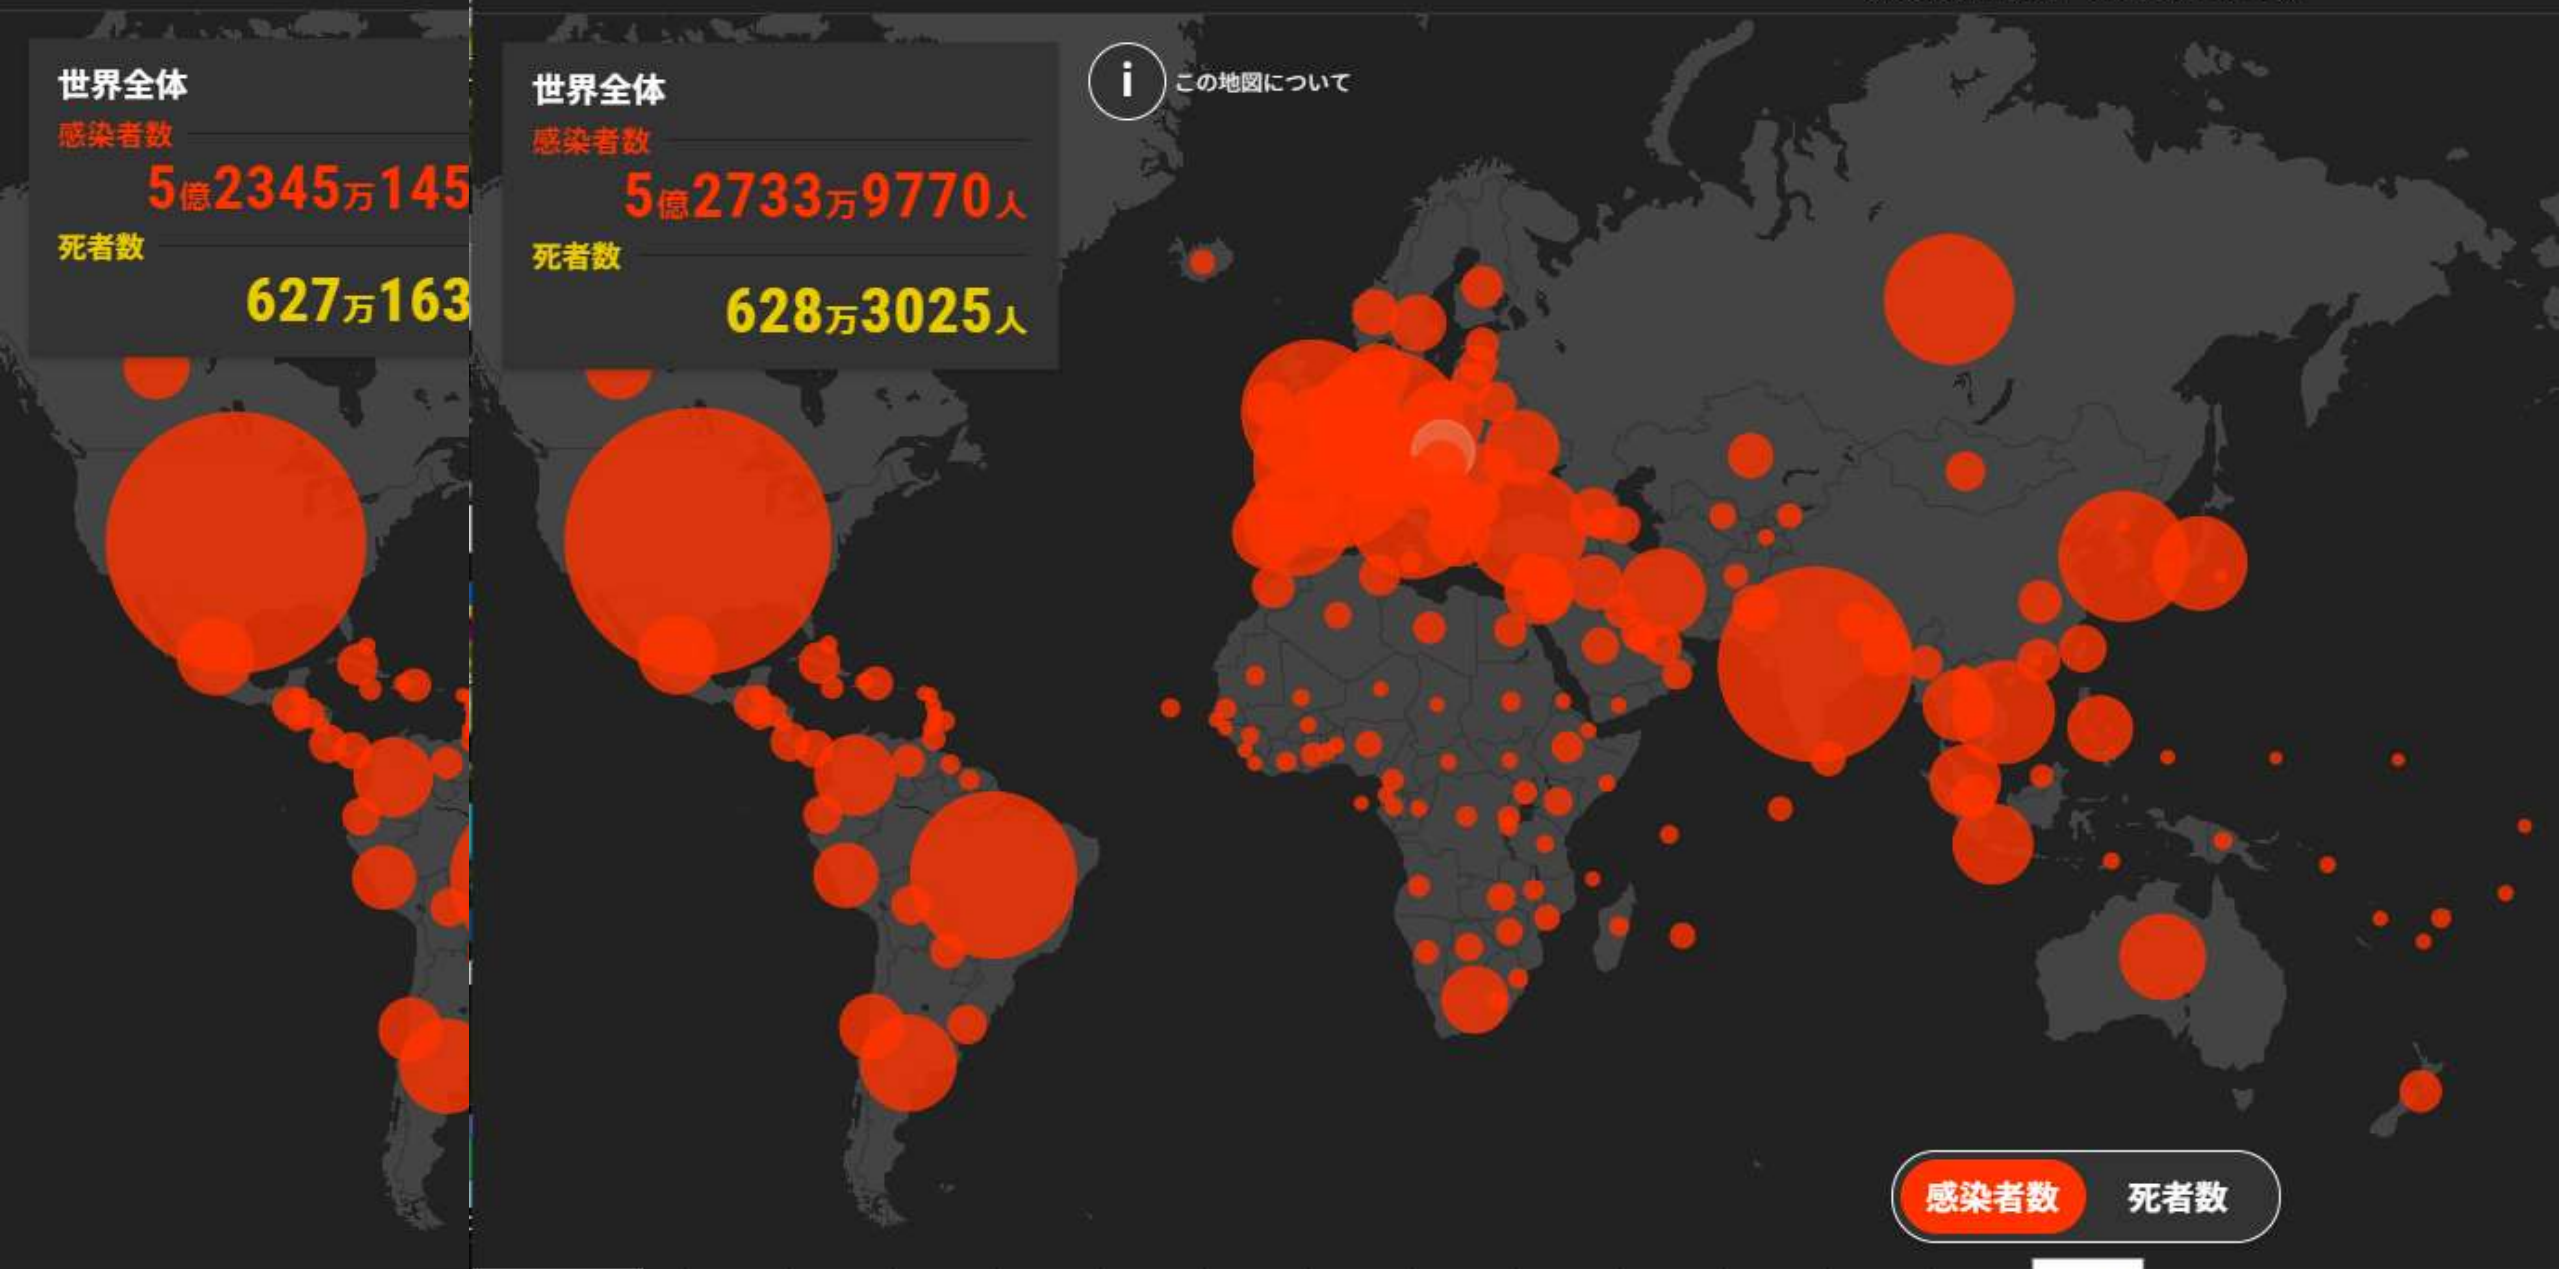 世界全体
感染者数
5億2345万145
死者数
627万163
世界全体
感染者数
5億2733万9770人
死者数
628万3025人
i この地図について
感染者数 死者数